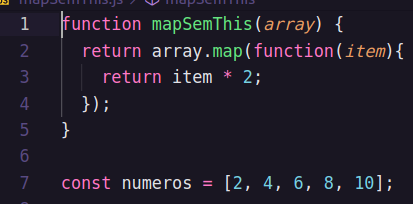 mapSemThis.js > mapSemThis
1 function mapSemThis(array) {
2 return array.map(function(item){
3 return item * 2;
4 });
5 }
6
7 const numeros = [2, 4, 6, 8, 10];